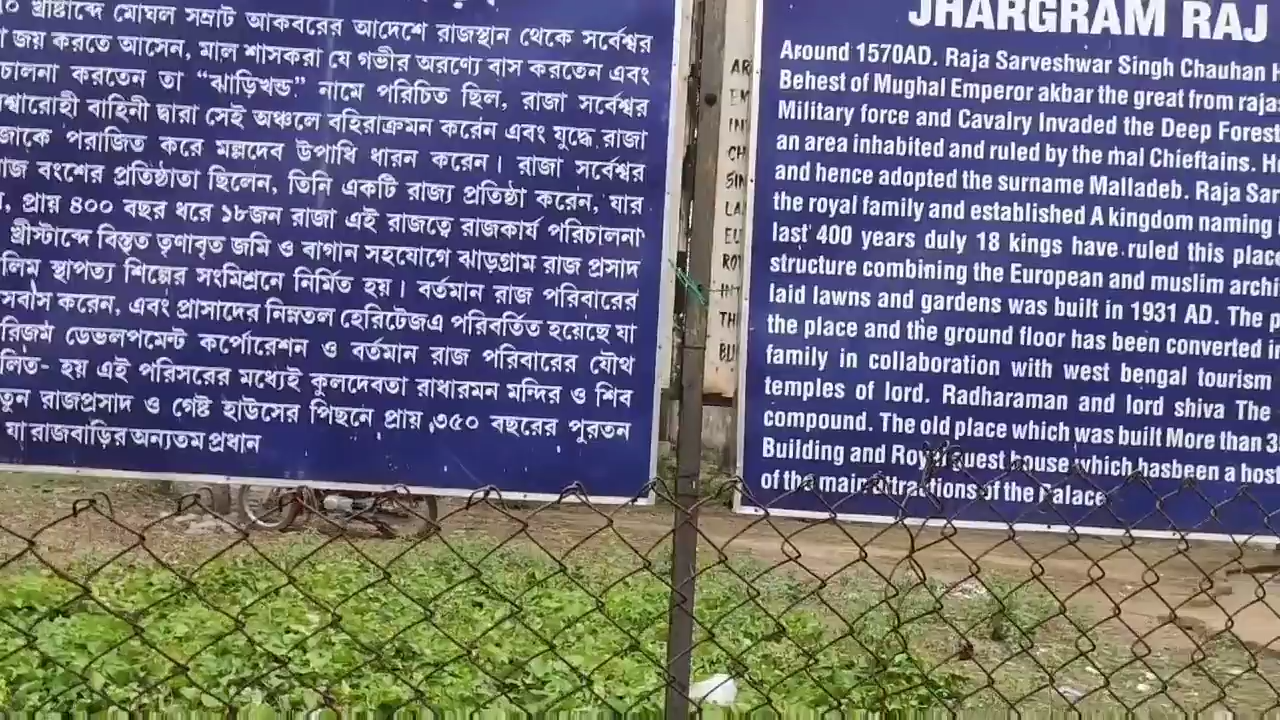 খ্রীষ্টাব্দে মোঘল সম্রাট আকবরের আদেশে রাজস্থান থেকে সর্বেশ্বর
জয় করতে আসেন, মাল শাসকরা যে গভীর অরণ্যে বাস করতেন এবং
চালনা করতেন তা “ঝাড়িখন্ড” নামে পরিচিত ছিল, রাজা সর্বেশ্বর
শ্বারোহী বাহিনী দ্বারা সেই অঞ্চলে বহিরাক্রমন করেন এবং যুদ্ধে রাজা
জাকে পরাজিত করে মল্লদেব উপাধি ধারন করেন। রাজা সর্বেশ্বর
জ বংশের প্রতিষ্ঠাতা ছিলেন, তিনি একটি রাজ্য প্রতিষ্ঠা করেন, যার
, প্রায় ৪০০ বছর ধরে ১৮জন রাজা এই রাজত্বে রাজকার্য পরিচালনা
খ্রীস্টাব্দে বিস্তৃত তৃণাবৃত জমি ও বাগান সহযোগে ঝাড়গ্রাম রাজ প্রসাদ
লিম স্থাপত্য শিল্পের সংমিশ্রনে নির্মিত হয়। বর্তমান রাজ পরিবারের
সবাস করেন, এবং প্রাসাদের নিম্নতল হেরিটেজএ পরিবর্তিত হয়েছে যা
রিজম ডেভলপমেন্ট কর্পোরেশন ও বর্তমান রাজ পরিবারের যৌথ
লিত- হয় এই পরিসরের মধ্যেই কুলদেবতা রাধারমন মন্দির ও শিব
তুন রাজপ্রসাদ ও গেষ্ট হাউসের পিছনে প্রায় ৩৫০ বছরের পুরতন
যা রাজবাড়ির অন্যতম প্রধান
JHARGRAM RAJ
Around 1570AD. Raja Sarveshwar Singh Chauhan H
Behest of Mughal Emperor akbar the great from raja
Military force and Cavalry Invaded the Deep Forest
an area inhabited and ruled by the mal Chieftains. H
and hence adopted the surname Malladeb. Raja Sar
the royal family and established A kingdom naming
last 400 years duly 18 kings have ruled this place
structure combining the European and muslim archi
laid lawns and gardens was built in 1931 AD. The p
the place and the ground floor has been converted i
family in collaboration with west bengal tourism
temples of lord. Radharaman and lord shiva The
compound. The old place which was built More than 3
Building and Royal guest house which hasbeen a host
of the main attractions of the Palace